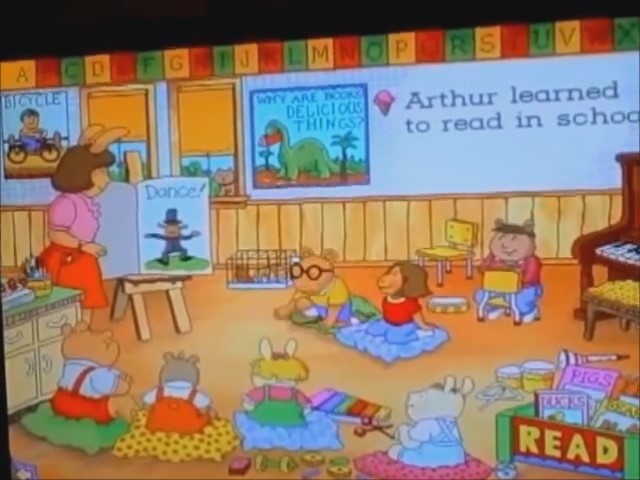 A B C D E F G H I J K L M N O P Q R S T U V W X
BICYCLE
WHY ARE BOOKS
DELICIOUS
THINGS?
Arthur learned
to read in schoo
Dance!
PIGS
DUCKS
READ